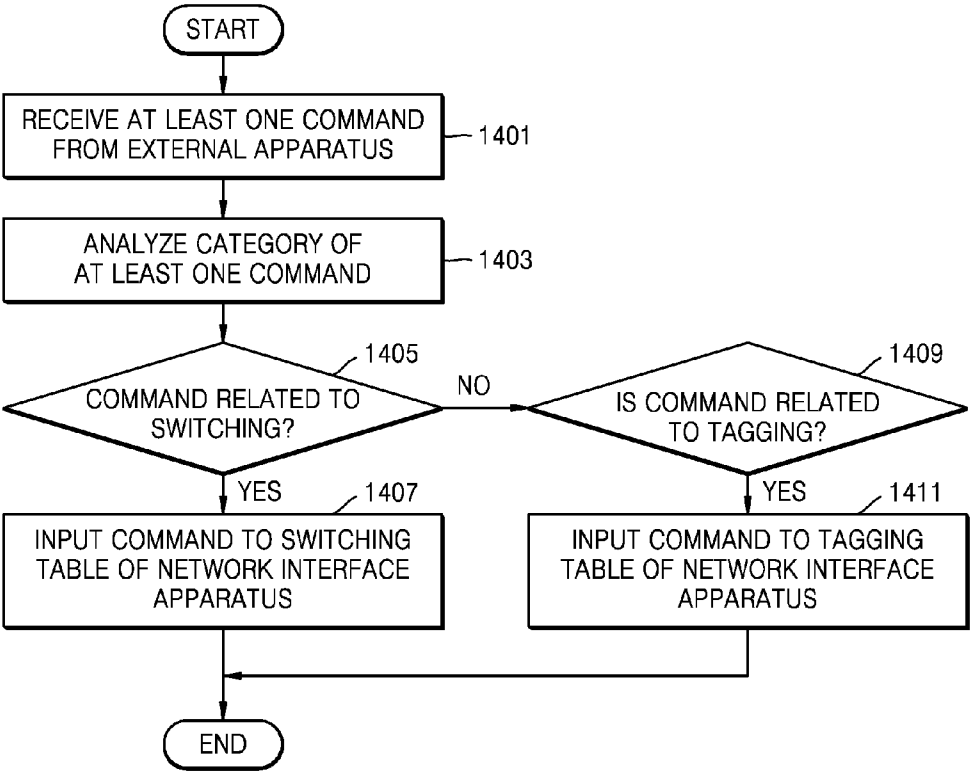 START
RECEIVE AT LEAST ONE COMMAND
FROM EXTERNAL APPARATUS
1401
ANALYZE CATEGORY OF
AT LEAST ONE COMMAND
1403
1405
COMMAND RELATED TO
SWITCHING?
NO
1409
IS COMMAND RELATED
TO TAGGING?
YES
1407
INPUT COMMAND TO SWITCHING
TABLE OF NETWORK INTERFACE
APPARATUS
YES
1411
INPUT COMMAND TO TAGGING
TABLE OF NETWORK INTERFACE
APPARATUS
END